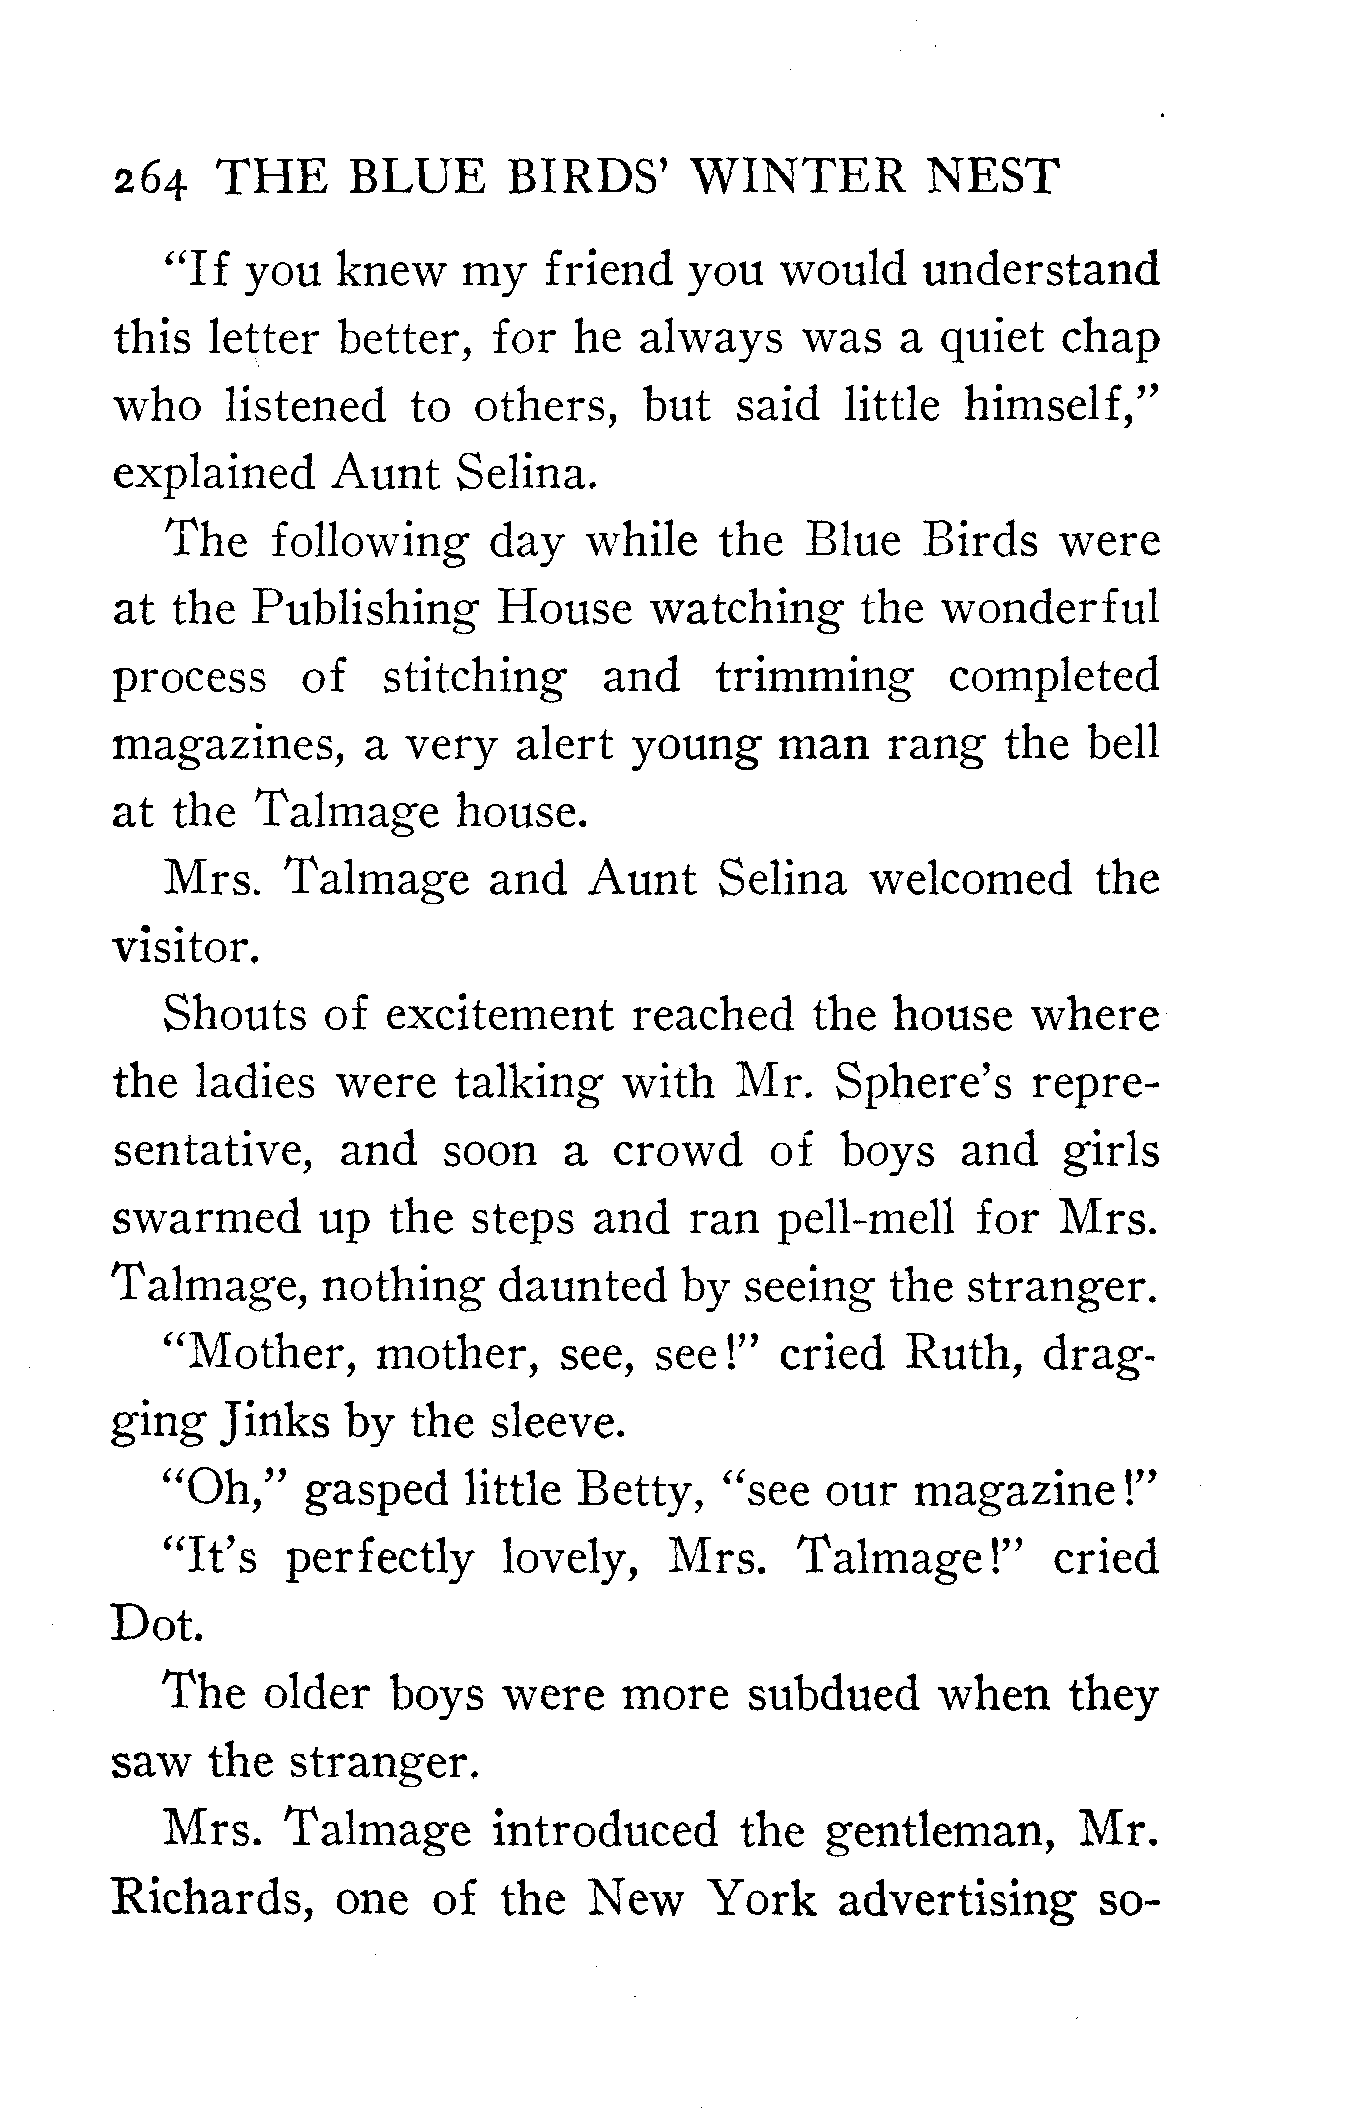 264 THE BLUE BIRDS' WINTER NEST
"If you knew my friend you would understand
this letter better, for he always was a quiet chap
who listened to others, but said little himself,"
explained Aunt Selina.
The following day while the Blue Birds were
at the Publishing House watching the wonderful
process of stitching and trimming completed
magazines, a very alert young man rang the bell
at the Talmage house.
Mrs. Talmage and Aunt Selina welcomed the
visitor.
Shouts of excitement reached the house where
the ladies were talking with Mr. Sphere's repre-
sentative, and soon a crowd of boys and girls
swarmed up the steps and ran pell-mell for Mrs.
Talmage, nothing daunted by seeing the stranger.
"Mother, mother, see, see!" cried Ruth, drag-
ging Jinks by the sleeve.
"Oh," gasped little Betty, "see our magazine!"
"It's perfectly lovely, Mrs. Talmage!" cried
Dot.
The older boys were more subdued when they
saw the stranger.
Mrs. Talmage introduced the gentleman, Mr.
Richards, one of the New York advertising so-